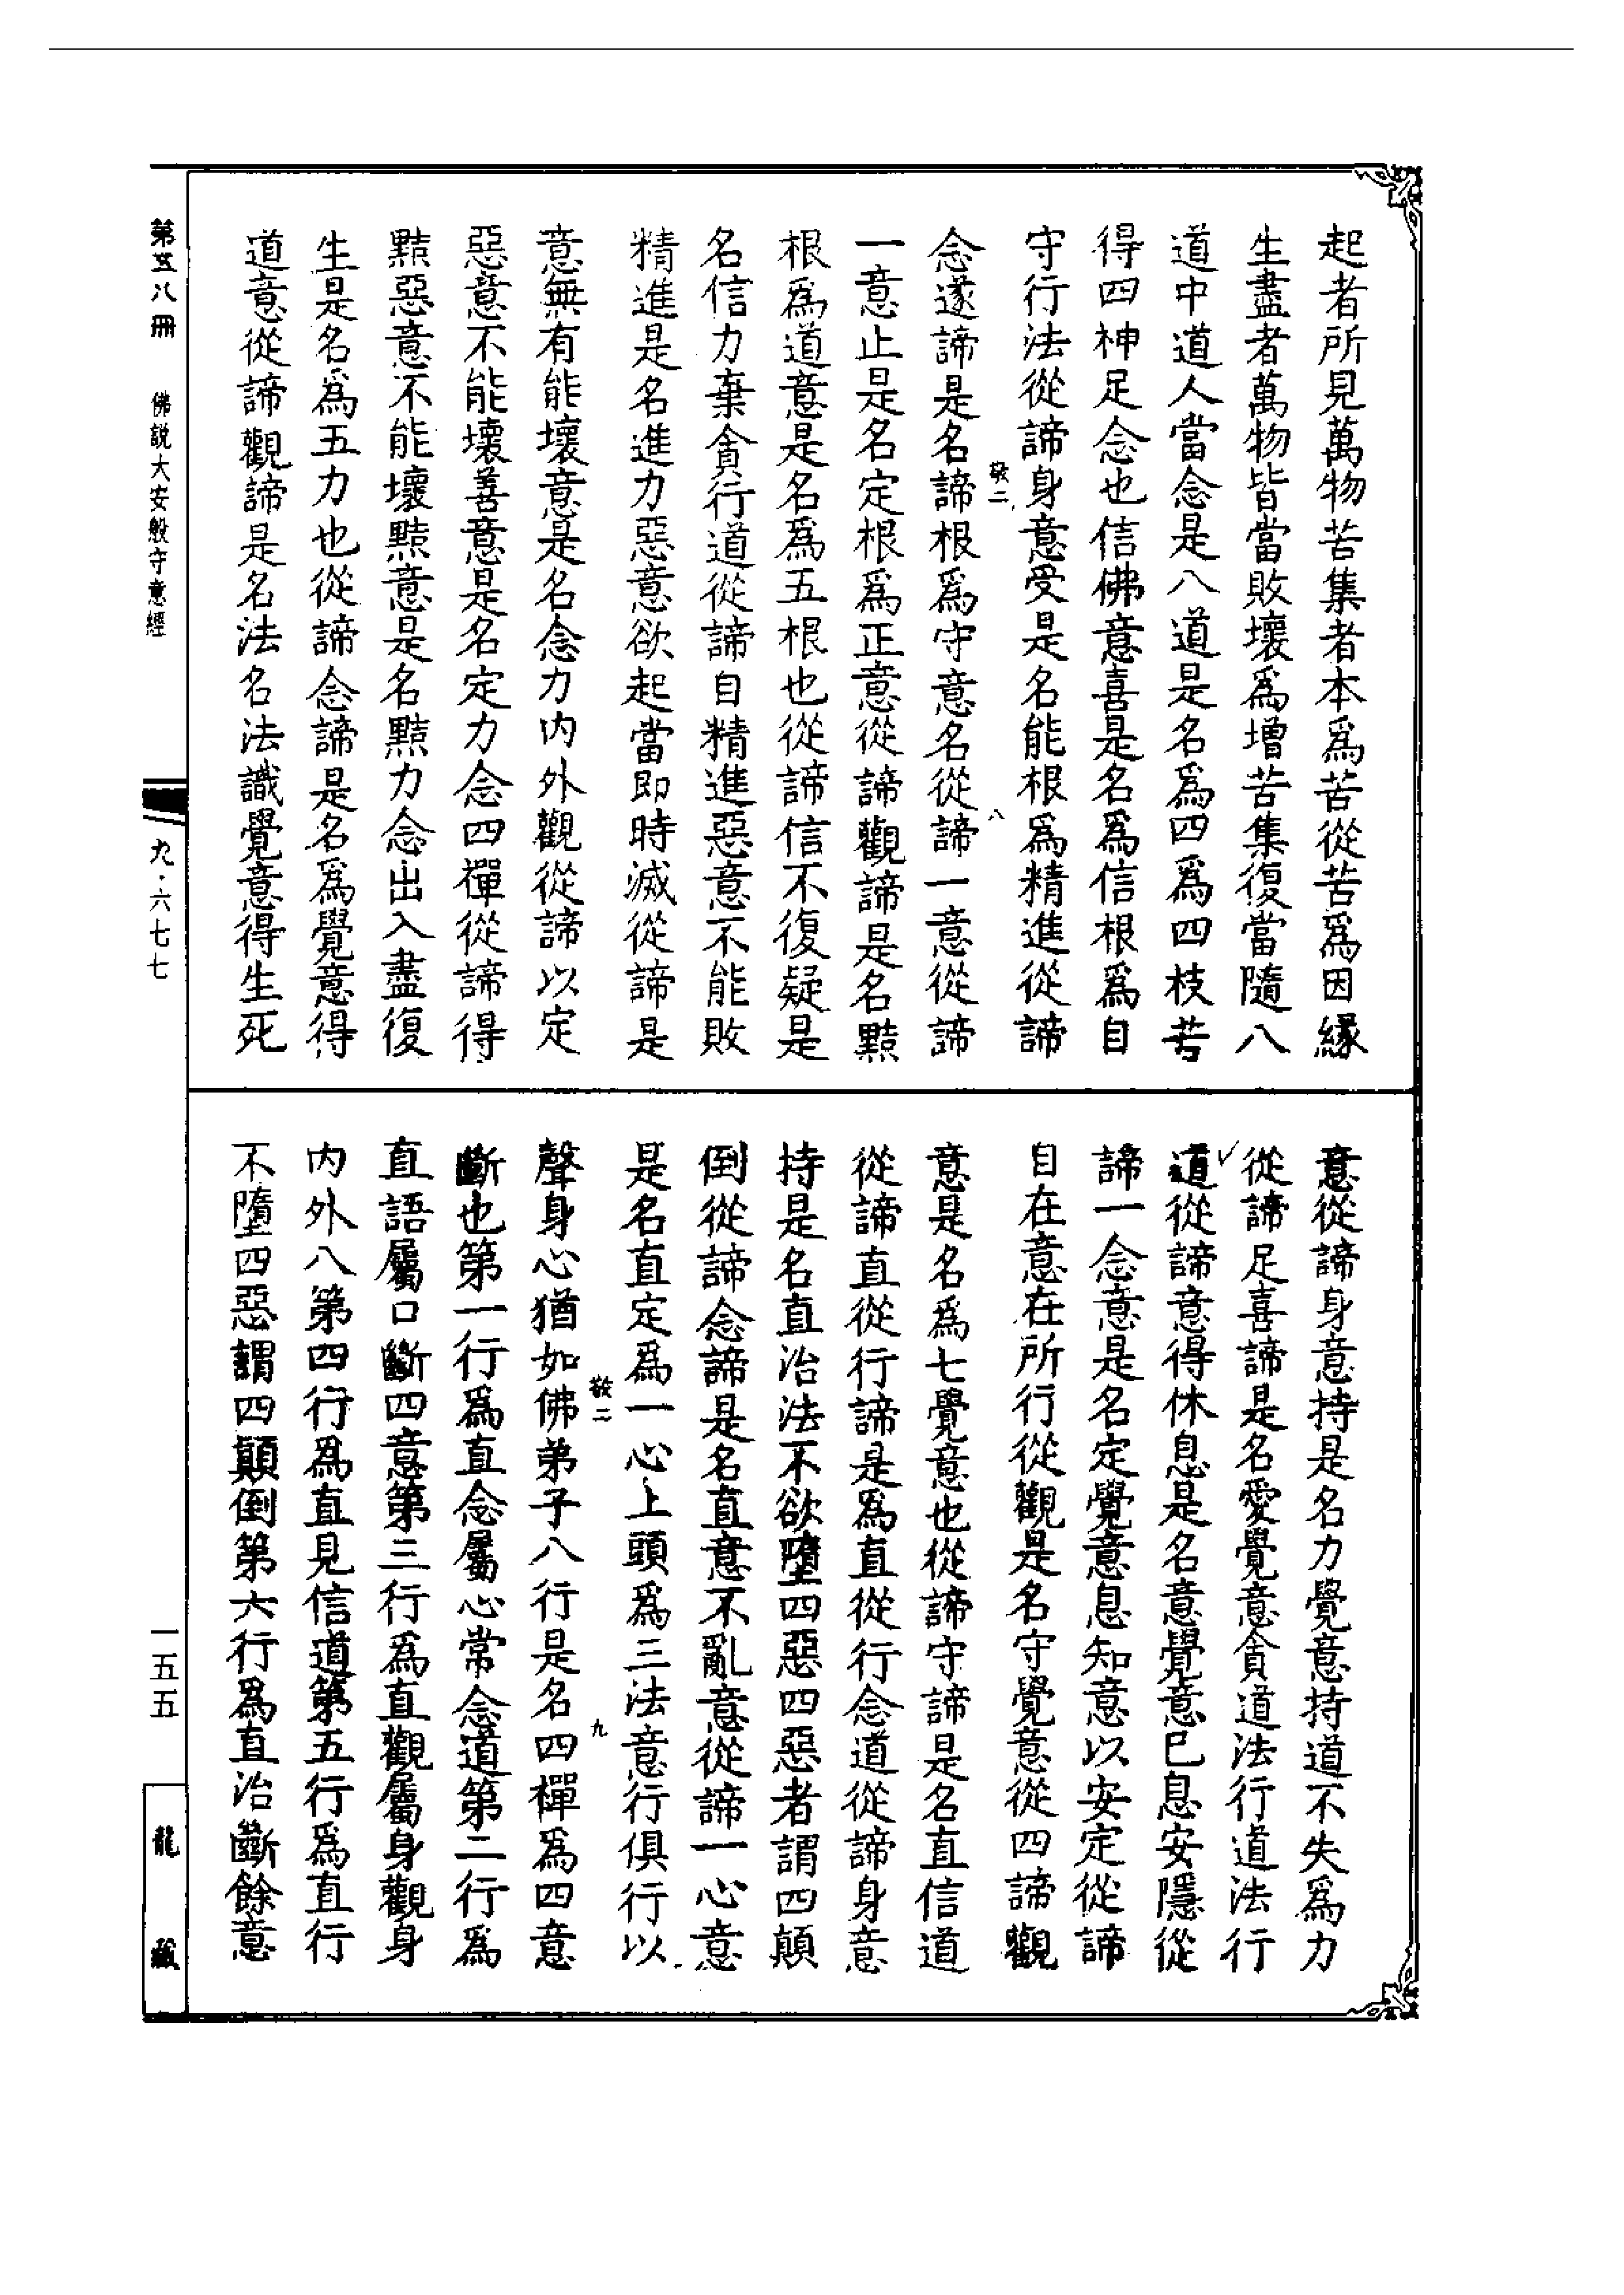 起者所見萬物苦集者本爲苦從苦爲因緣
生盡者萬物皆當敗壞爲增苦集復當隨八
道中道人當念是八道是名爲四爲四枝苦
得四神足念也信佛意喜是名爲信根爲自
守行法從諦身意受是名能根爲精進從諦
敬二
八
念遂諦是名諦根爲守意名從諦一意從諦
一意止是名定根爲正意從諦觀諦是名黠
根爲道意是名爲五根也從諦信不復疑是
名信力棄貪行道從諦自精進惡意不能敗
精進是名進力惡意欲起當即時滅從諦是
意無有能壞意是名念力内外觀從諦以定
惡意不能壞善意是名定力念四禪從諦得
黠惡意不能壞黠意是名黠力念出入盡復
生是名爲五力也從諦念諦是名爲覺意得
道意從諦觀諦是名法名法識覺意得生死
意從諦身意持是名力覺意持道不失爲力
從諦足喜諦是名愛覺意貪道法行道法行
道從諦意得休息是名意覺意已息安隱從
諦一念意是名定覺意息知意以安定從諦
自在意在所行從觀是名守覺意從四諦觀
意是名爲七覺意也從諦守諦是名直信道
從諦直從行諦是爲直從行念道從諦身意
持是名直治法不欲墮四惡四惡者謂四顛
倒從諦念諦是名直意不亂意從諦一心意
是名直定爲一心上頭爲三法意行俱行以
敬二
九
聲身心猶如佛弟子八行是名四禪爲四意
斷也第一行爲直念屬心常念道第二行爲
直語屬口斷四意第三行爲直觀屬身觀身
内外八第四行爲直見信道第五行爲直行
不墮四惡謂四顛倒第六行爲直治斷餘意
第五八冊
佛說大安般守意經
九·六七七
一五五
龍藏